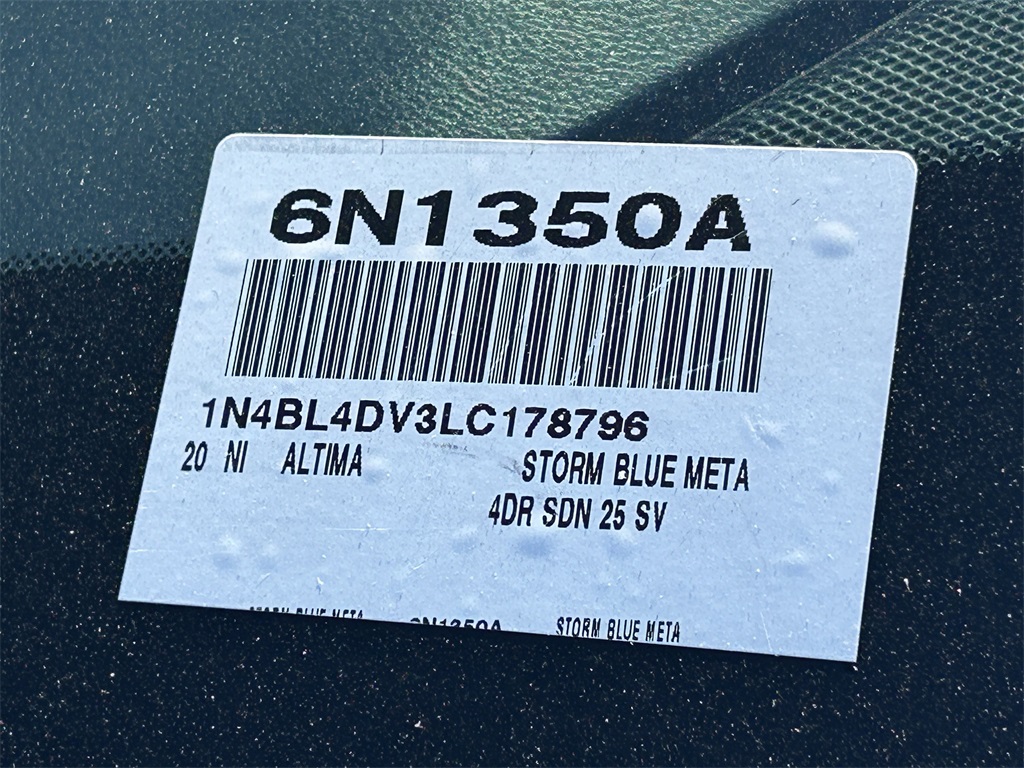 6N1350A
1N4BL4DV3LC178796
20 NI ALTIMA STORM BLUE META
4DR SDN 25 SV
STORM BLUE META 6N1350A STORM BLUE META